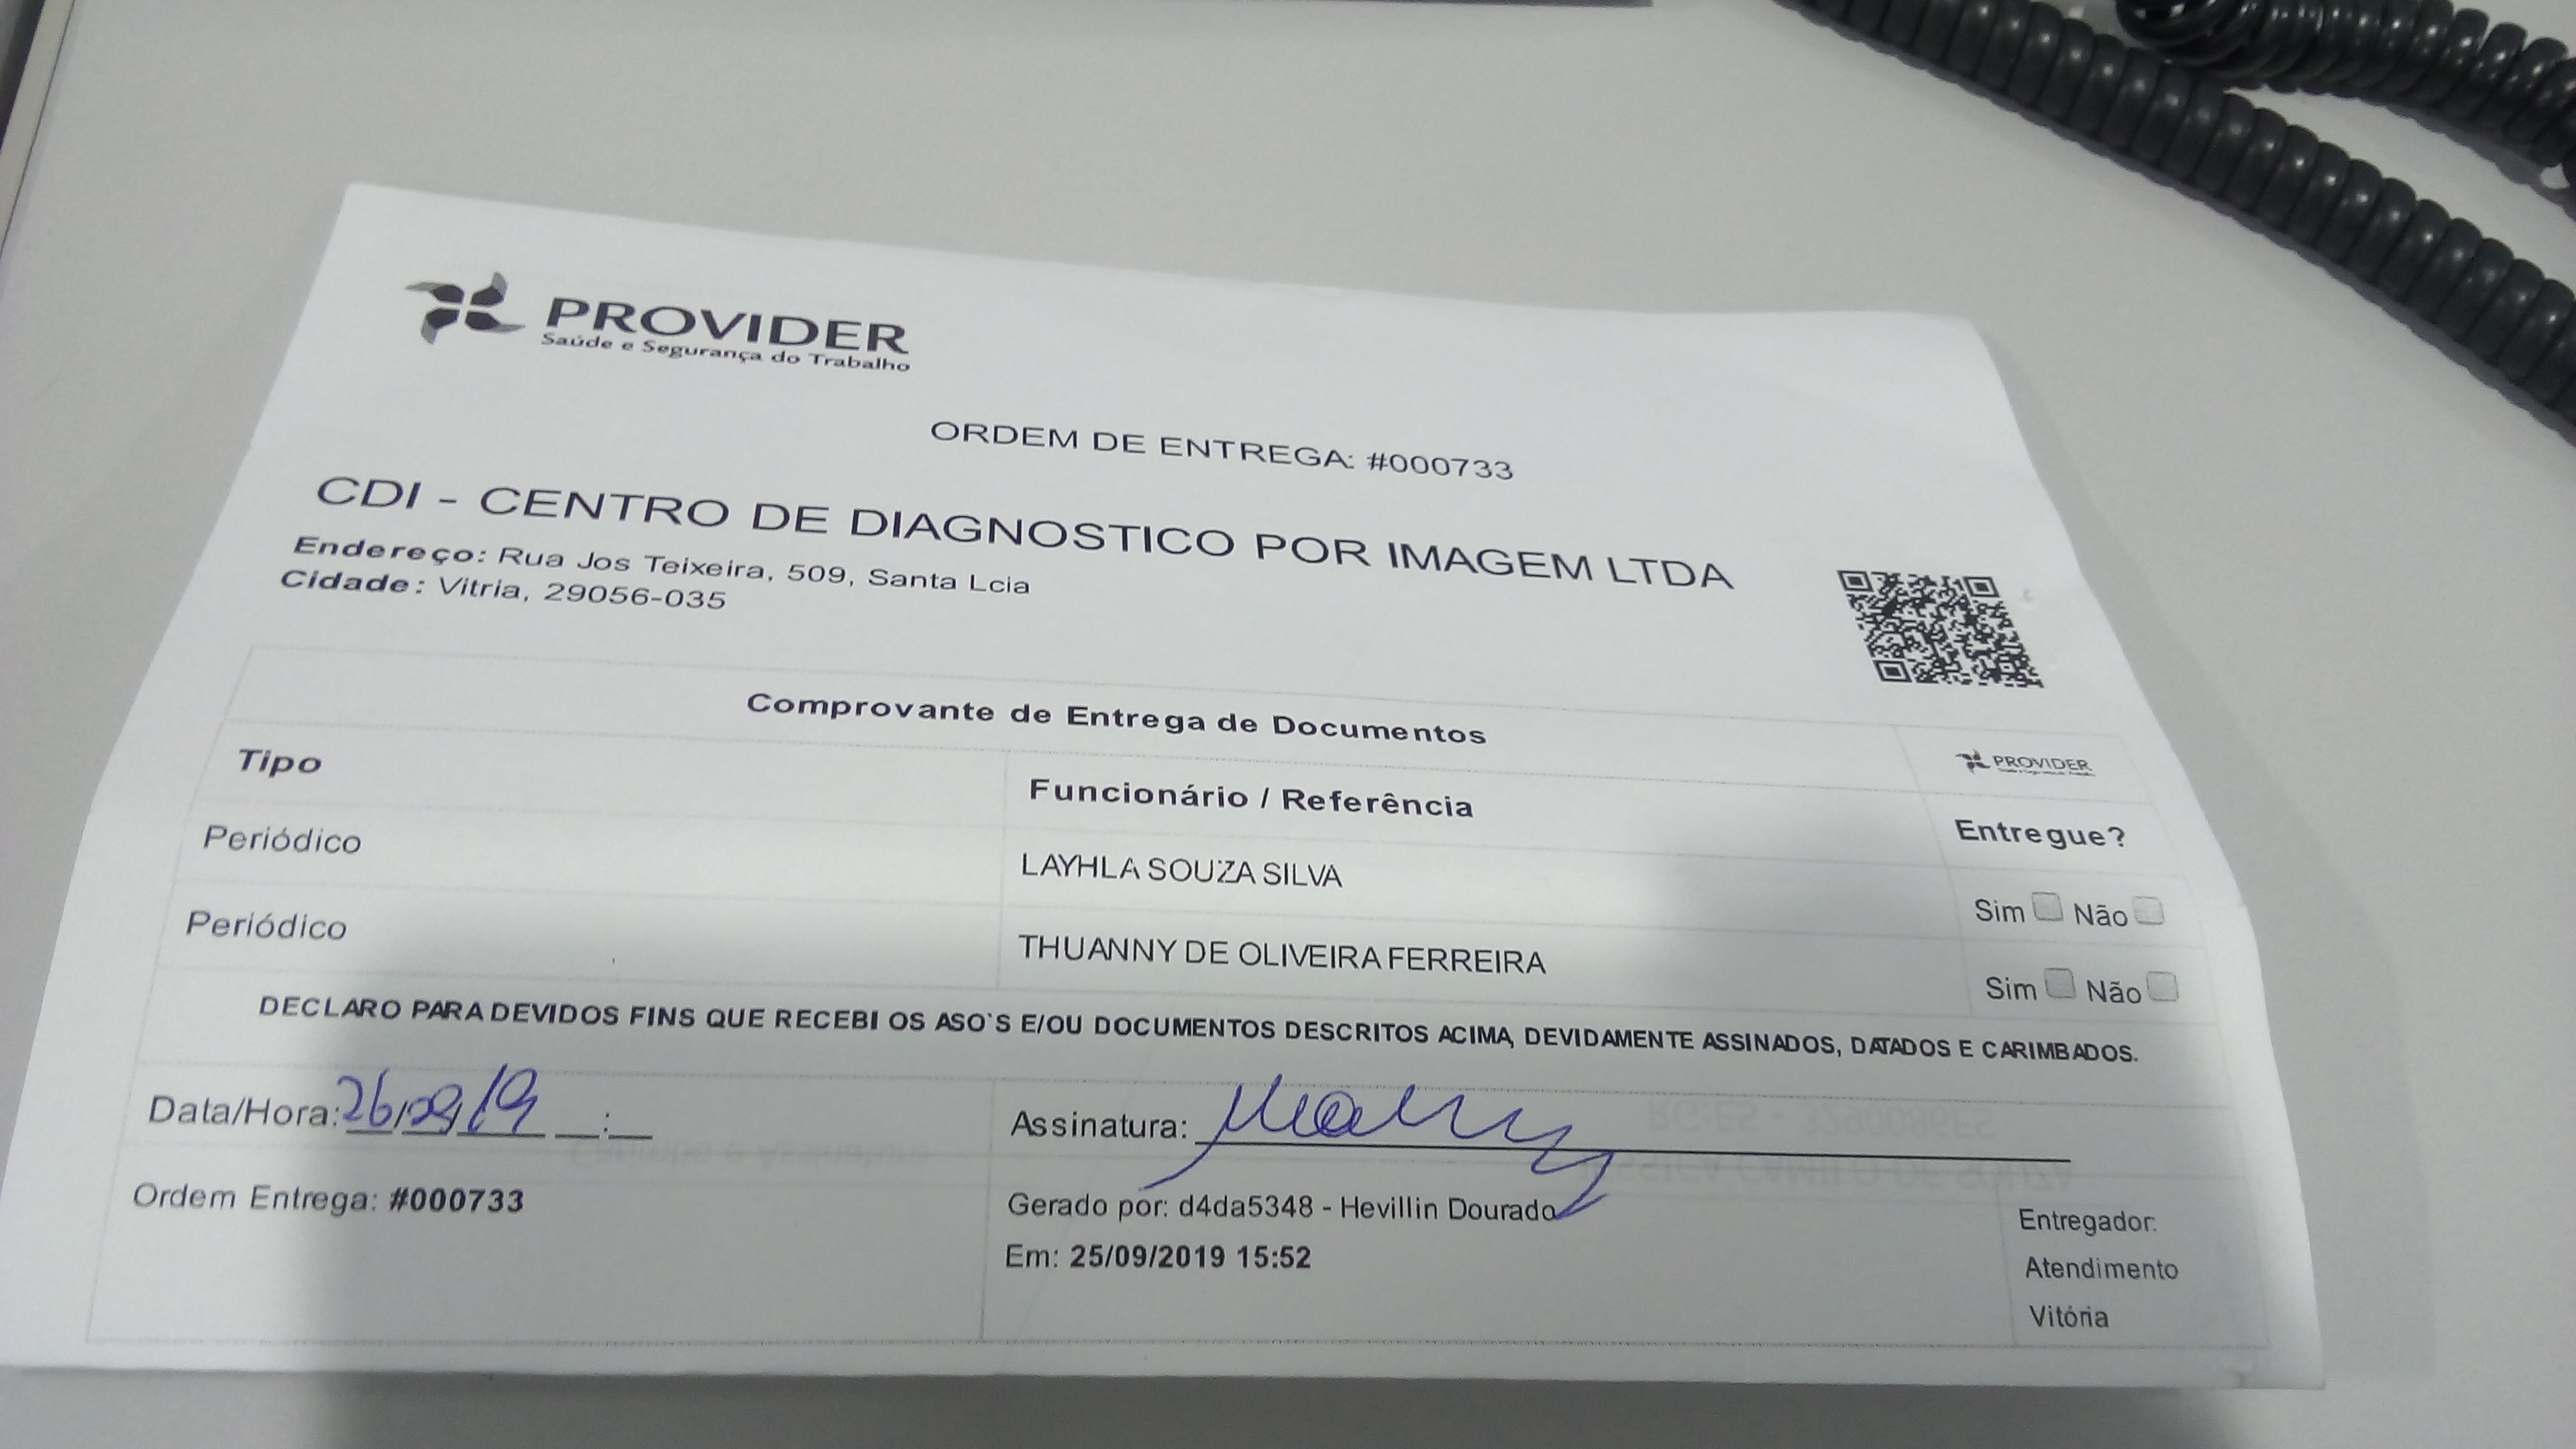 PROVIDER
Saúde e Segurança do Trabalho
ORDEM DE ENTREGA: #000733
CDI - CENTRO DE DIAGNOSTICO POR IMAGEM LTDA
Endereço: Rua Jos Teixeira, 509, Santa Lcia
Cidade: Vitria, 29056-035
Comprovante de Entrega de Documentos
PROVIDER
Tipo Funcionário / Referência Entregue?
Periódico LAYHLA SOUZA SILVA Sim Não
Periódico THUANNY DE OLIVEIRA FERREIRA Sim Não
DECLARO PARA DEVIDOS FINS QUE RECEBI OS ASO`S E/OU DOCUMENTOS DESCRITOS ACIMA, DEVIDAMENTE ASSINADOS, DATADOS E CARIMBADOS.
Data/Hora: 26/09/19 __:__ Assinatura:
Ordem Entrega: #000733
Gerado por: d4da5348 - Hevillin Dourado
Em: 25/09/2019 15:52
Entregador:
Atendimento
Vitória